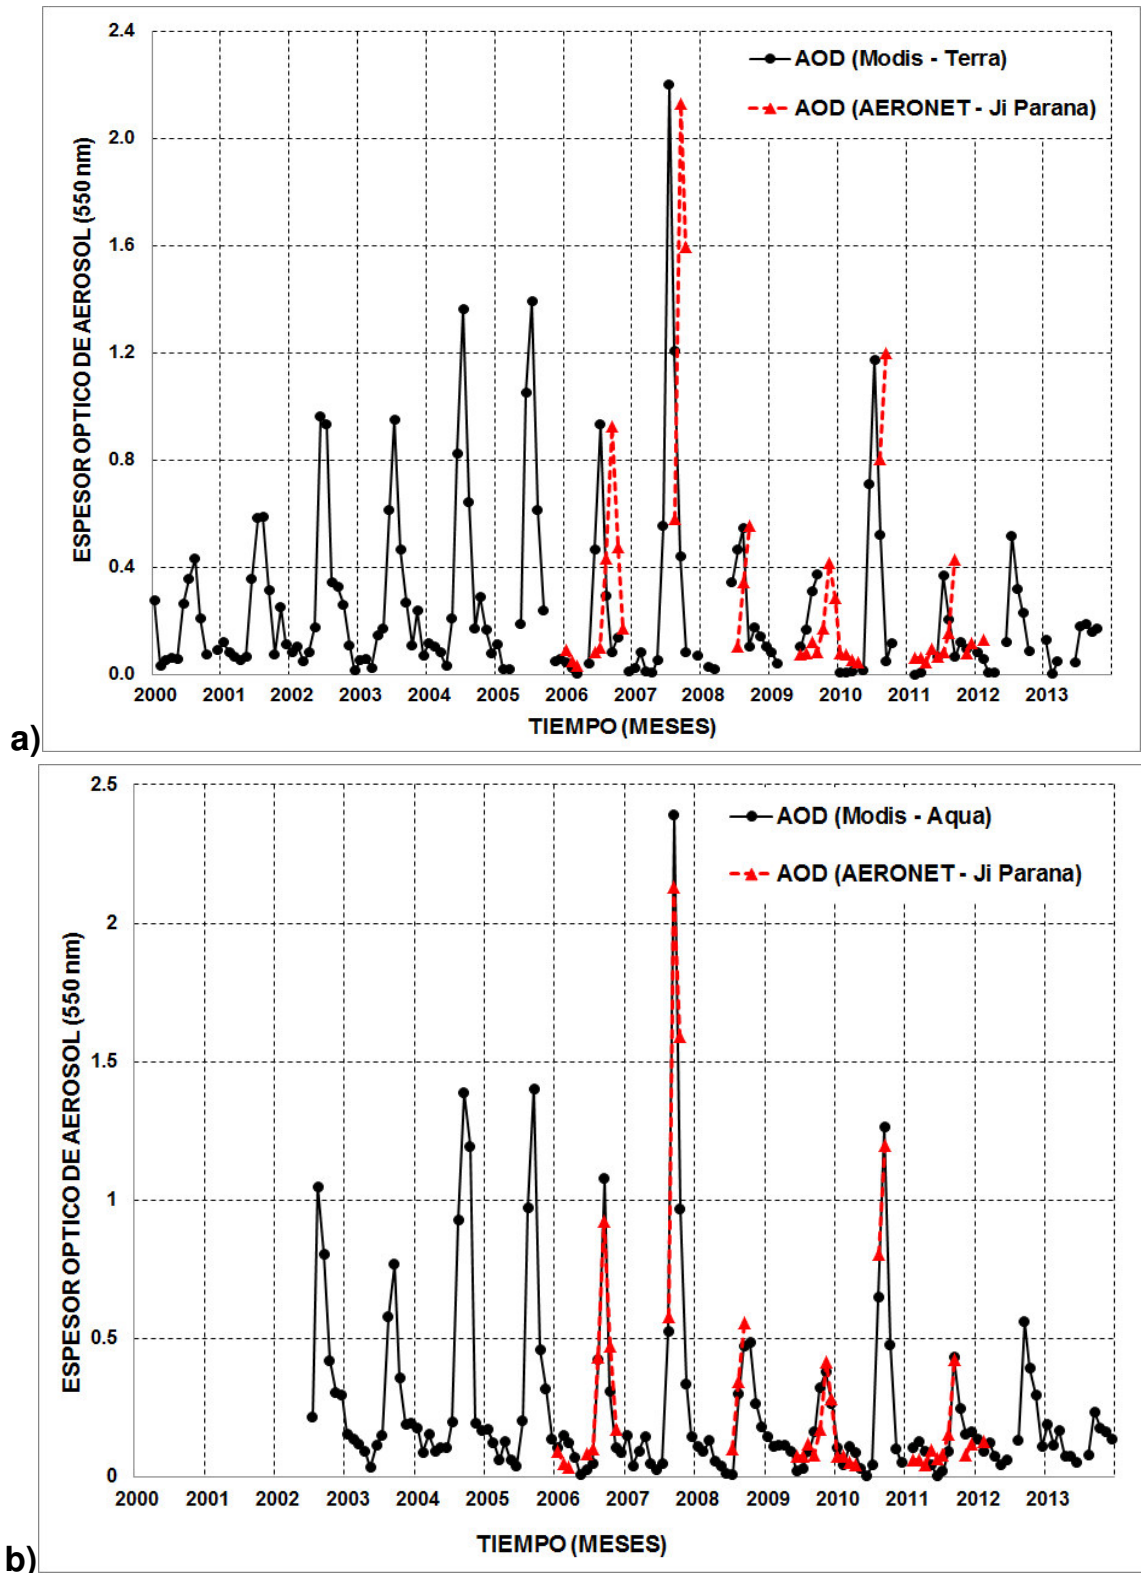 2.4
AOD (Modis - Terra)
AOD (AERONET - Ji Parana)
2.0
1.6
1.2
0.8
0.4
0.0
ESPESOR OPTICO DE AEROSOL (550 nm)
2000 2001 2002 2003 2004 2005 2006 2007 2008 2009 2010 2011 2012 2013
TIEMPO (MESES)
a)
2.5
AOD (Modis - Aqua)
AOD (AERONET - Ji Parana)
2
1.5
1
0.5
0
ESPESOR OPTICO DE AEROSOL (550 nm)
2000 2001 2002 2003 2004 2005 2006 2007 2008 2009 2010 2011 2012 2013
TIEMPO (MESES)
b)